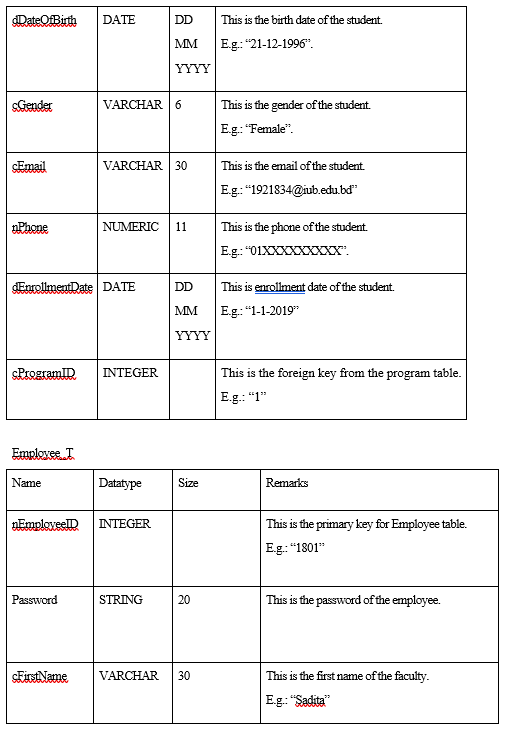 dDateOfBirth DATE DD This is the birth date of the student.
MM E.g.: “21-12-1996”.
YYYY
cGender VARCHAR 6 This is the gender of the student.
E.g.: “Female”.
cEmail VARCHAR 30 This is the email of the student.
E.g.: “1921834@iub.edu.bd”
nPhone NUMERIC 11 This is the phone of the student.
E.g.: “01XXXXXXXXX”.
dEnrollmentDate DATE DD This is enrollment date of the student.
MM E.g.: “1-1-2019”
YYYY
cProgramID INTEGER This is the foreign key from the program table.
E.g.: “1”
Employee_T
Name Datatype Size Remarks
nEmployeeID INTEGER This is the primary key for Employee table.
E.g.: “1801”
Password STRING 20 This is the password of the employee.
cFirstName VARCHAR 30 This is the first name of the faculty.
E.g.: “Sadita”